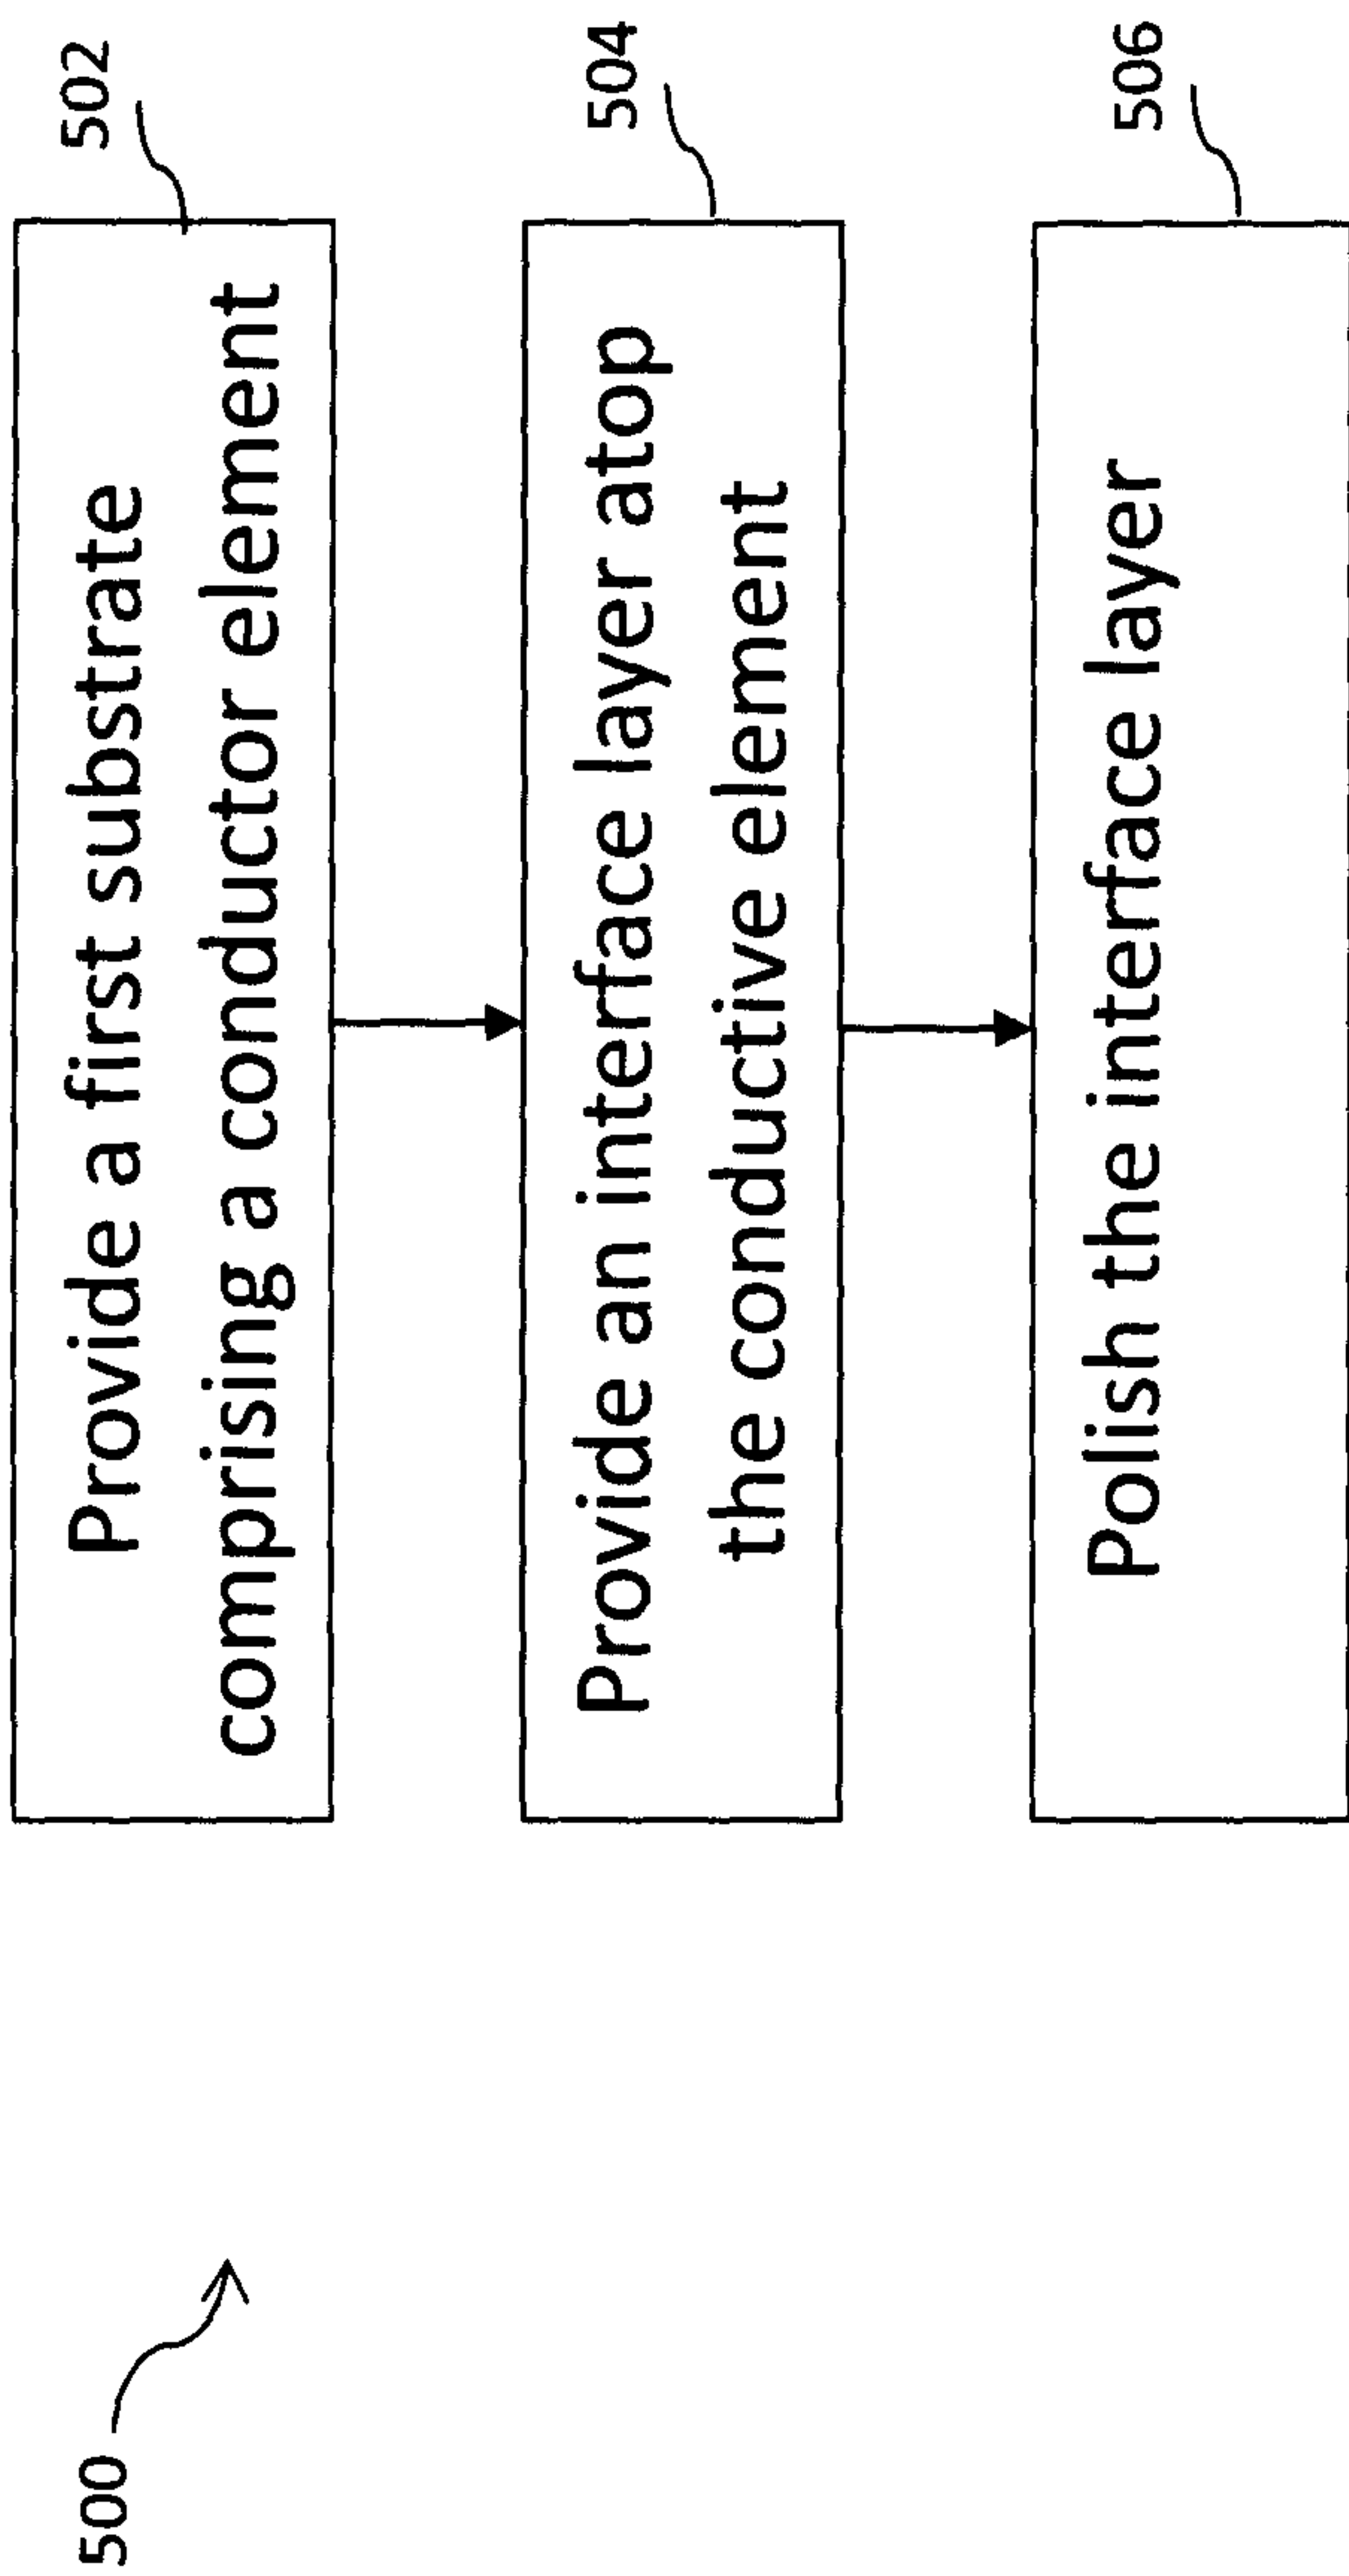 500
502
Provide a first substrate
comprising a conductor element
504
Provide an interface layer atop
the conductive element
506
Polish the interface layer